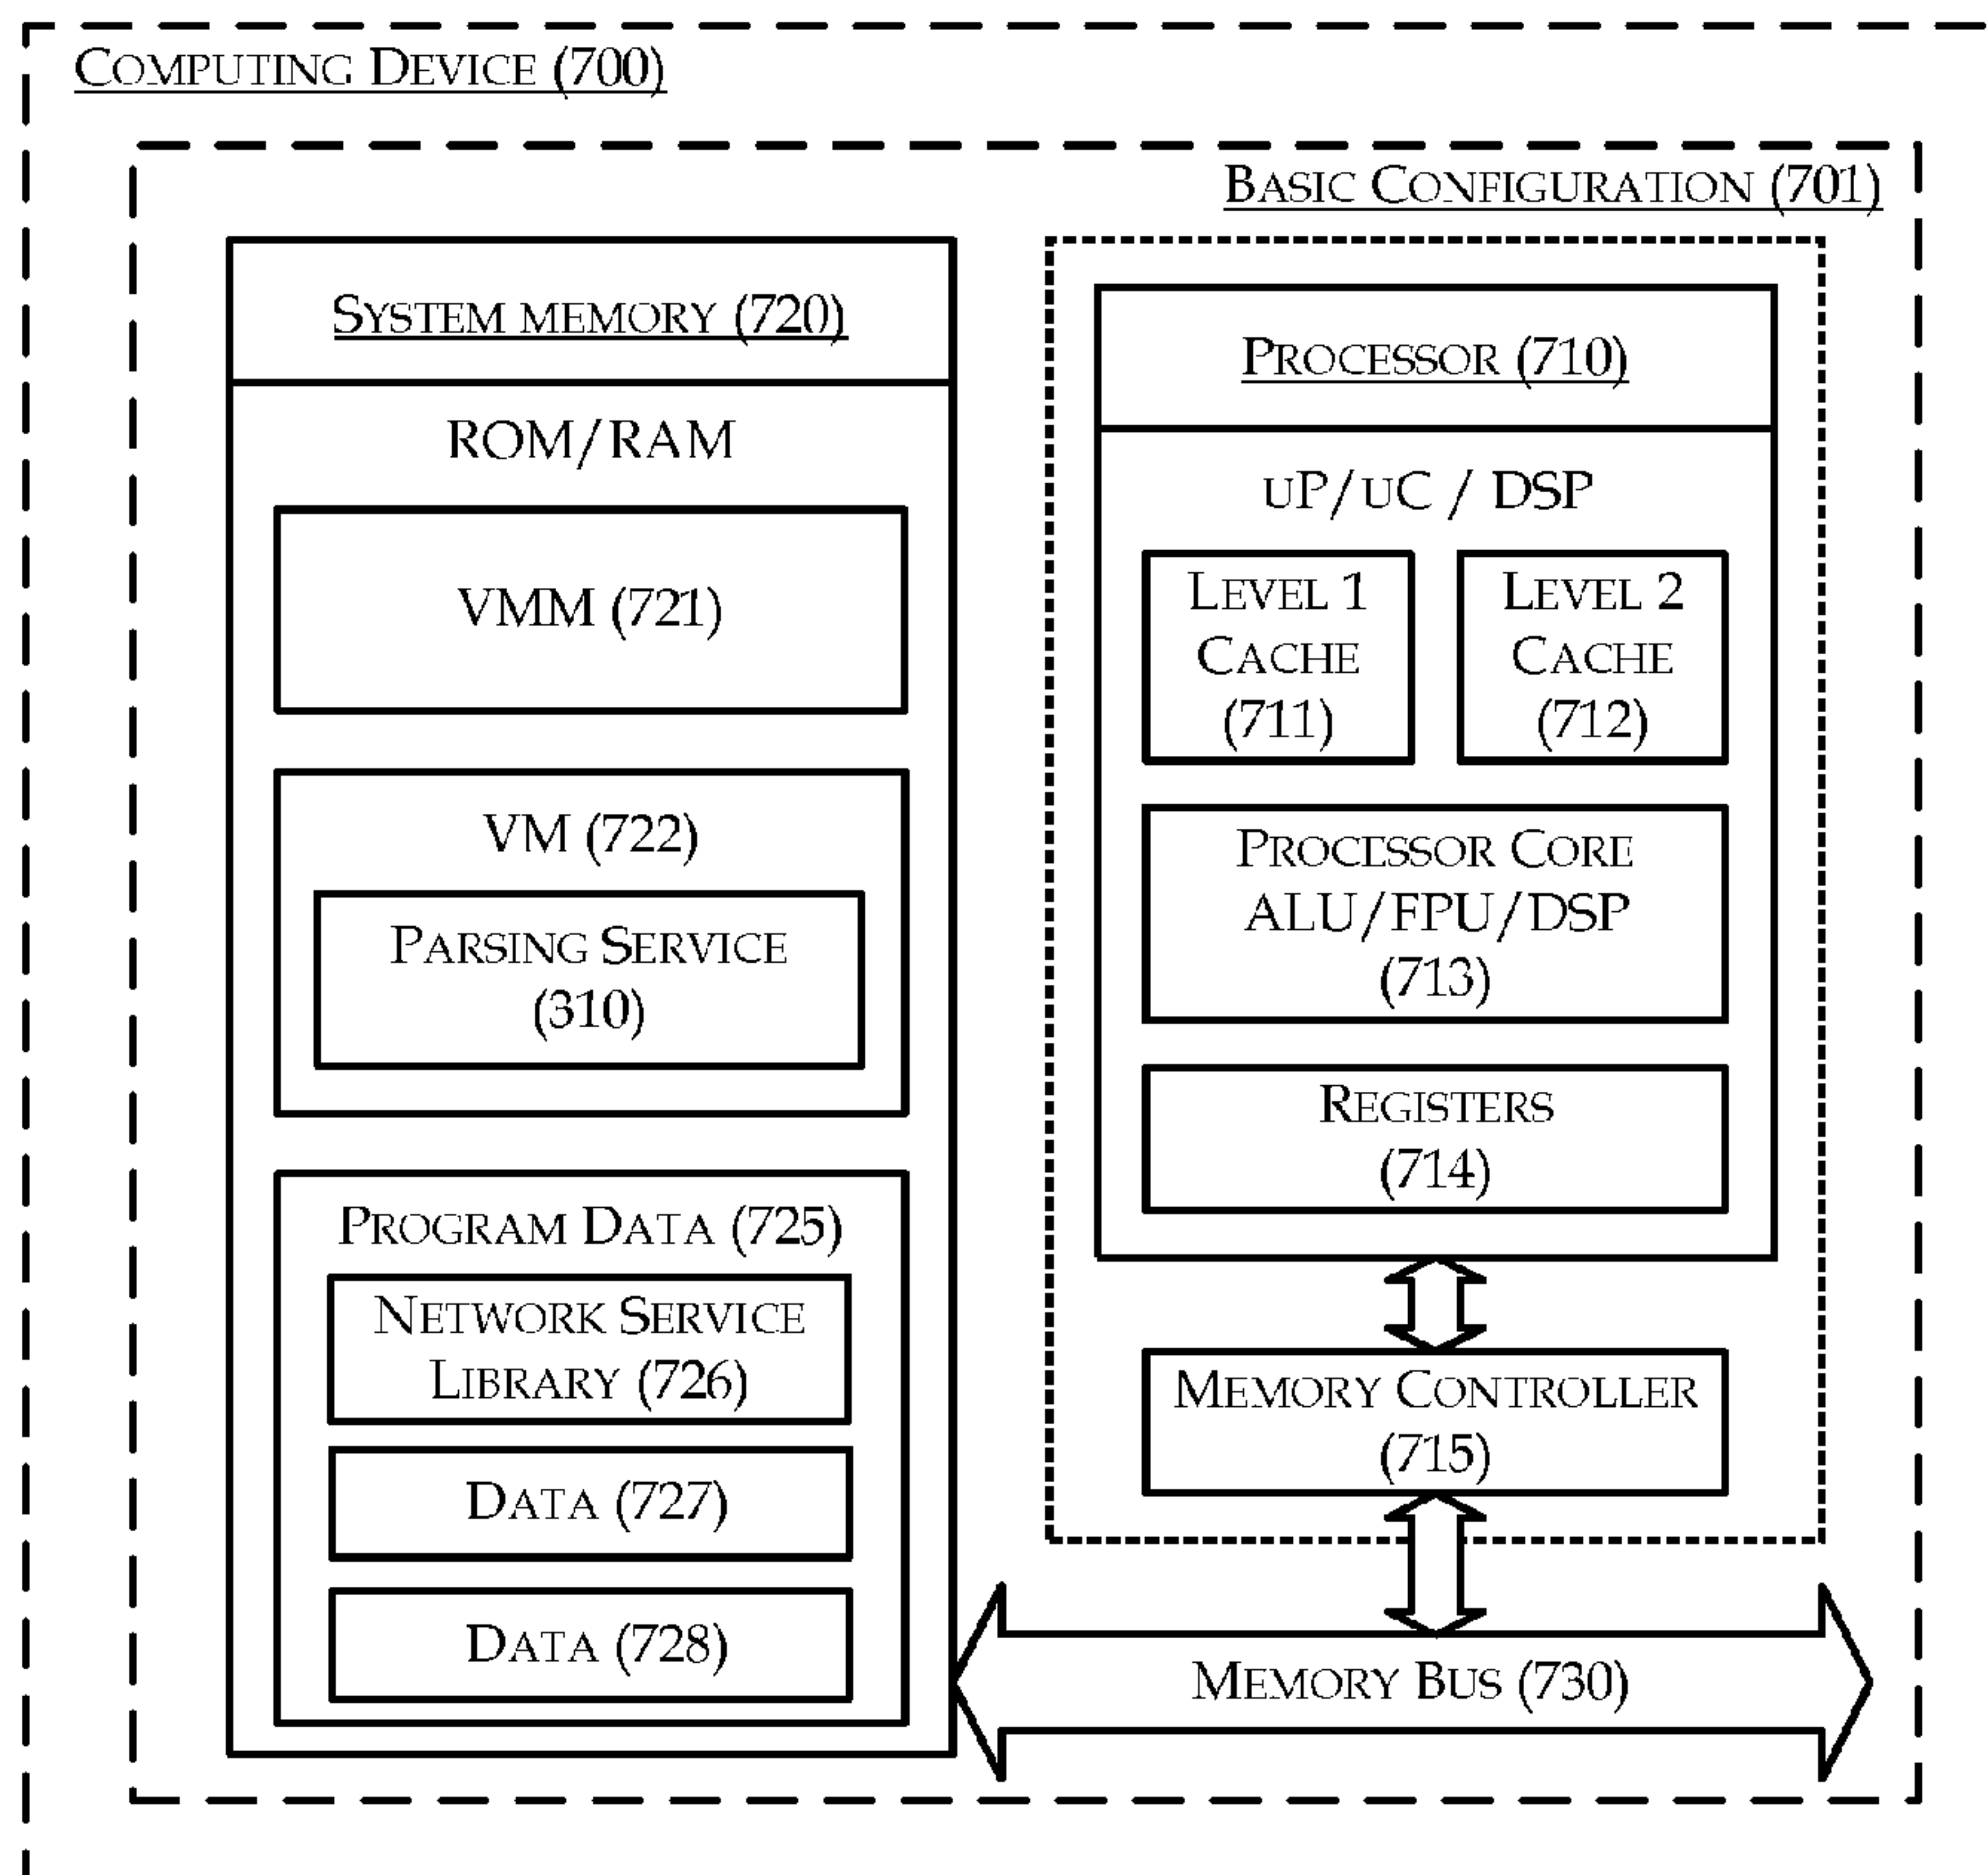 COMPUTING DEVICE (700)
BASIC CONFIGURATION (701)
SYSTEM MEMORY (720)
ROM/RAM
VMM (721)
VM (722)
PARSING SERVICE
(310)
PROGRAM DATA (725)
NETWORK SERVICE
LIBRARY (726)
DATA (727)
DATA (728)
PROCESSOR (710)
UP/UC / DSP
LEVEL 1
CACHE
(711)
LEVEL 2
CACHE
(712)
PROCESSOR CORE
ALU/FPU/DSP
(713)
REGISTERS
(714)
MEMORY CONTROLLER
(715)
MEMORY BUS (730)